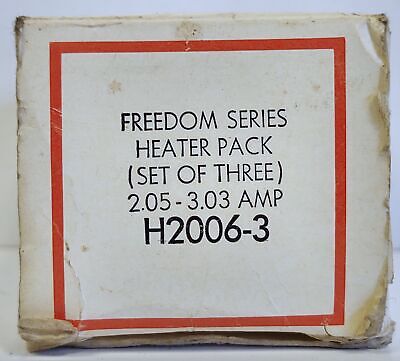 FREEDOM SERIES
HEATER PACK
(SET OF THREE)
2.05 - 3.03 AMP
H2006-3